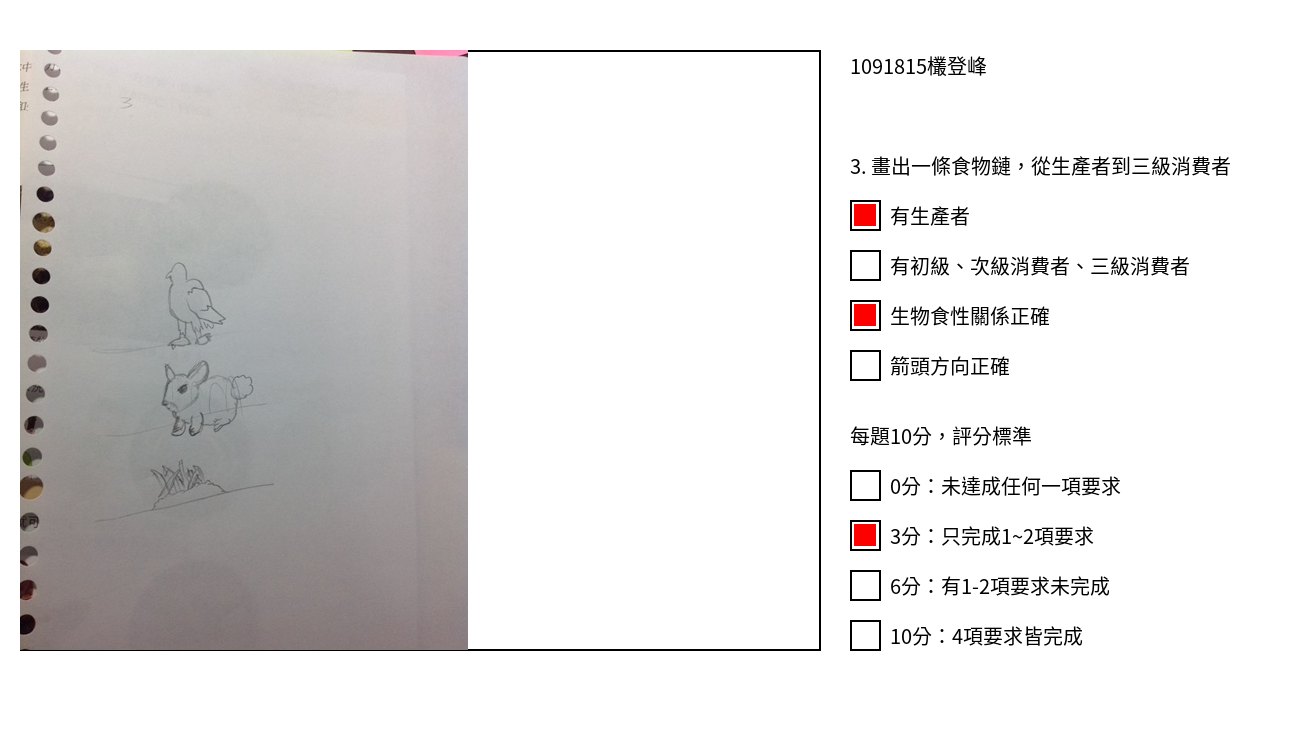 3
1091815欉登峰
3. 畫出一條食物鏈，從生產者到三級消費者
有生產者
有初級、次級消費者、三級消費者
生物食性關係正確
箭頭方向正確
每題10分，評分標準
0分：未達成任何一項要求
3分：只完成1~2項要求
6分：有1-2項要求未完成
10分：4項要求皆完成